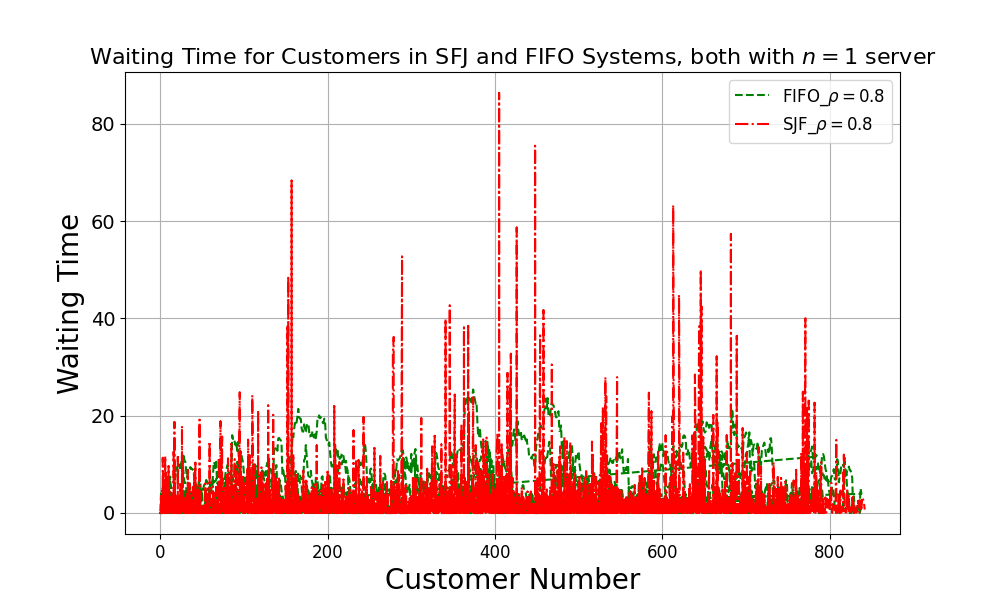 Waiting Time for Customers in SFJ and FIFO Systems, both with n = 1 server
FIFO_ρ = 0.8
SJF_ρ = 0.8
80
60
40
20
0
Waiting Time
0 200 400 600 800
Customer Number